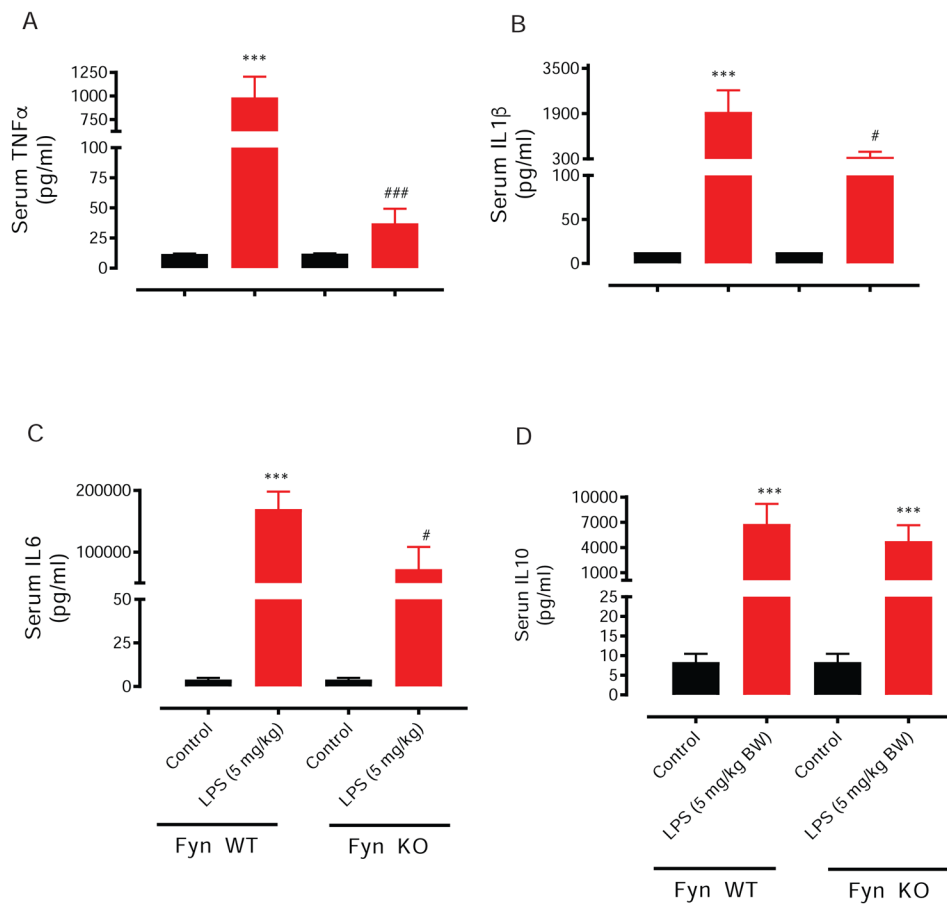 A
Serum TNFα
(pg/ml)
1250
1000
750
100
75
50
25
0
***
###
B
Serum IL1β
(pg/ml)
3500
1900
300
100
50
0
***
#
C
Serum IL6
(pg/ml)
200000
100000
50
25
0
***
#
Control
LPS (5 mg/kg)
Control
LPS (5 mg/kg)
Fyn WT
Fyn KO
D
Serun IL10
(pg/ml)
10000
7000
4000
1000
25
20
15
10
5
0
***
***
Control
LPS (5 mg/kg BW)
Control
LPS (5 mg/kg BW)
Fyn WT
Fyn KO